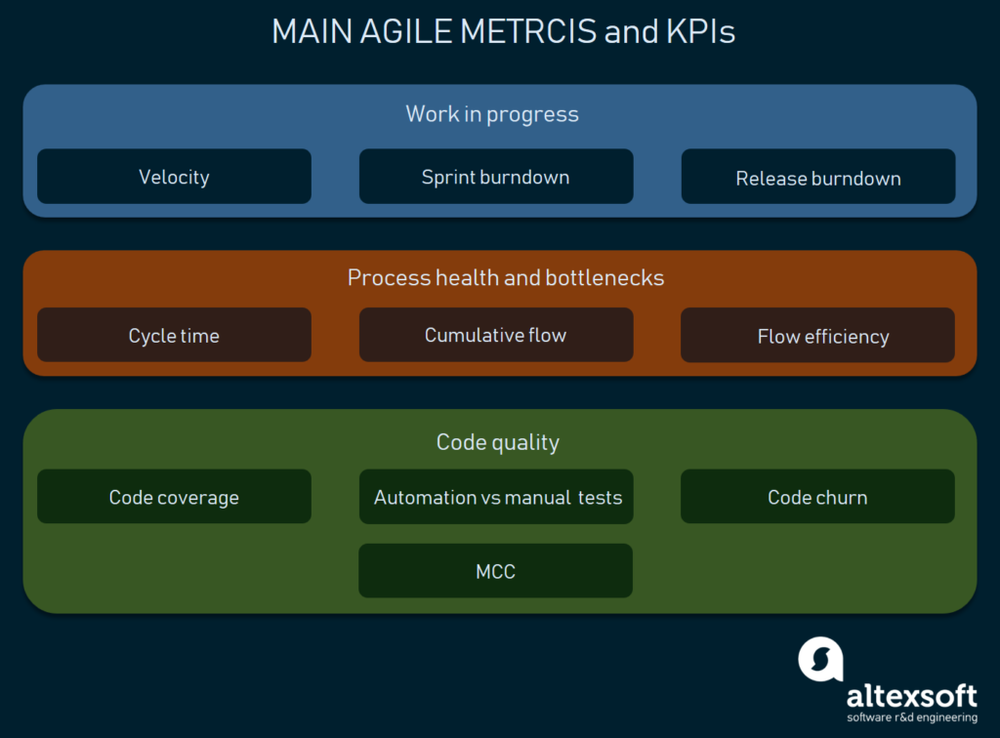 MAIN AGILE METRCIS and KPIs
Work in progress
Velocity
Sprint burndown
Release burndown
Process health and bottlenecks
Cycle time
Cumulative flow
Flow efficiency
Code quality
Code coverage
Automation vs manual tests
Code churn
MCC
altexsoft
software r&d engineering